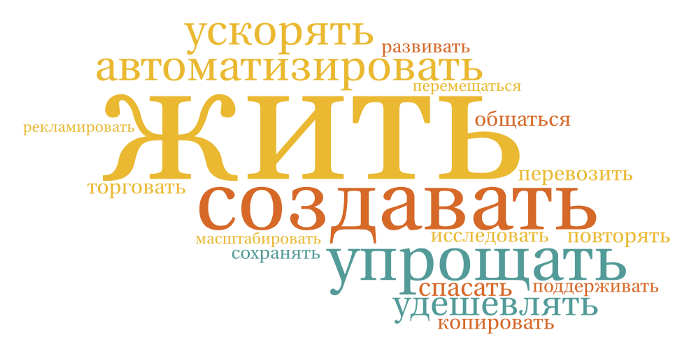 ускорять
развивать
автоматизировать
перемещаться
жить
рекламировать
общаться
торговать
перевозить
создавать
масштабировать
исследовать
повторять
сохранять
упрощать
спасать
поддерживать
удешевлять
копировать